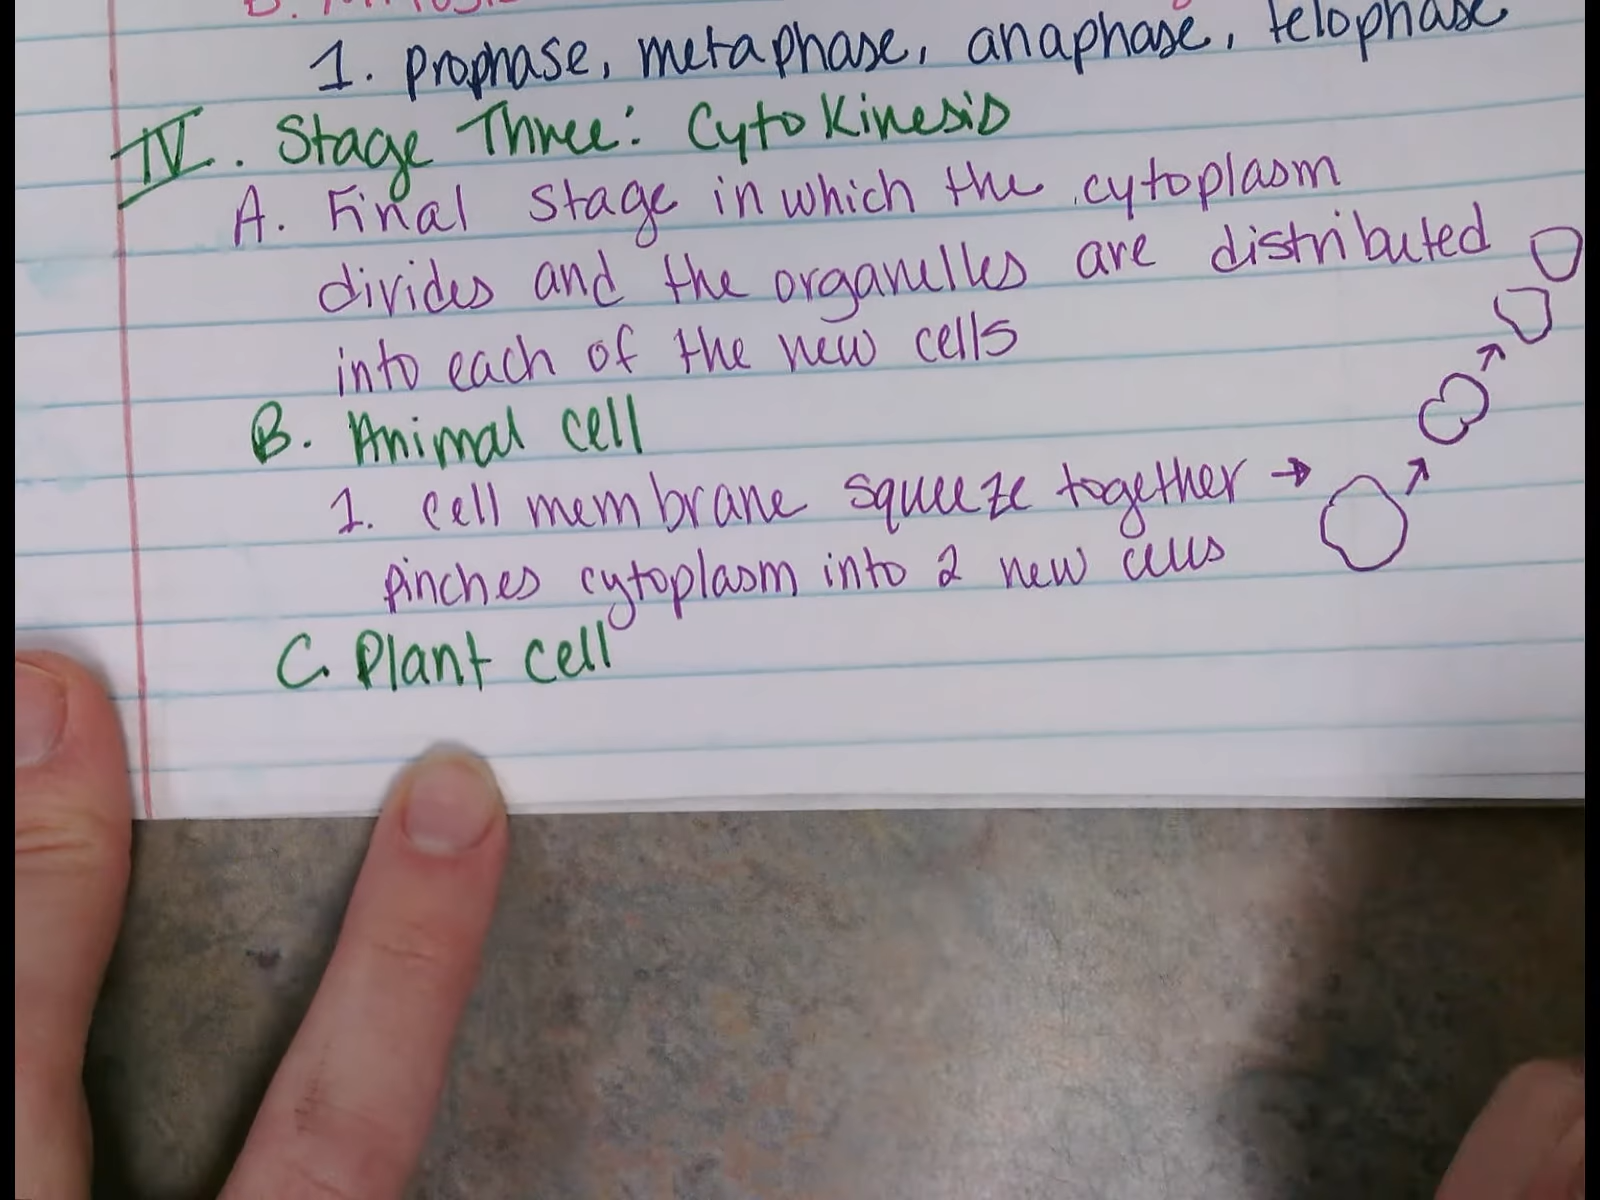 B. Mitosis
1. prophase, metaphase, anaphase, telophase
IV. Stage Three: Cytokinesis
A. Final stage in which the cytoplasm
divides and the organelles are distributed
into each of the new cells
B. Animal cell
1. cell membrane squeeze together →
pinches cytoplasm into 2 new cells
C. Plant cell